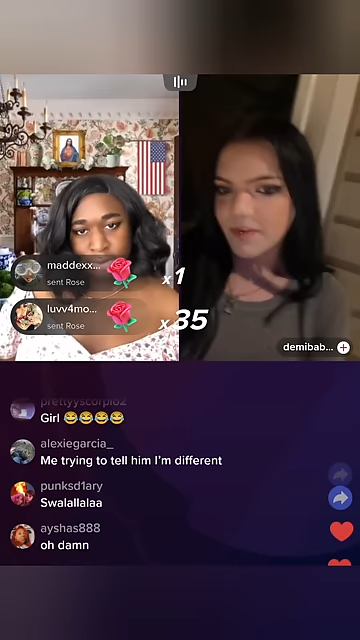 maddexx...
sent Rose
x1
luvv4mo...
sent Rose
x35
demibab...
prettyyscorpio2
Girl 😂😂😂😂
alexiegarcia_
Me trying to tell him I'm different
punksd1ary
Swalallalaa
ayshas888
oh damn